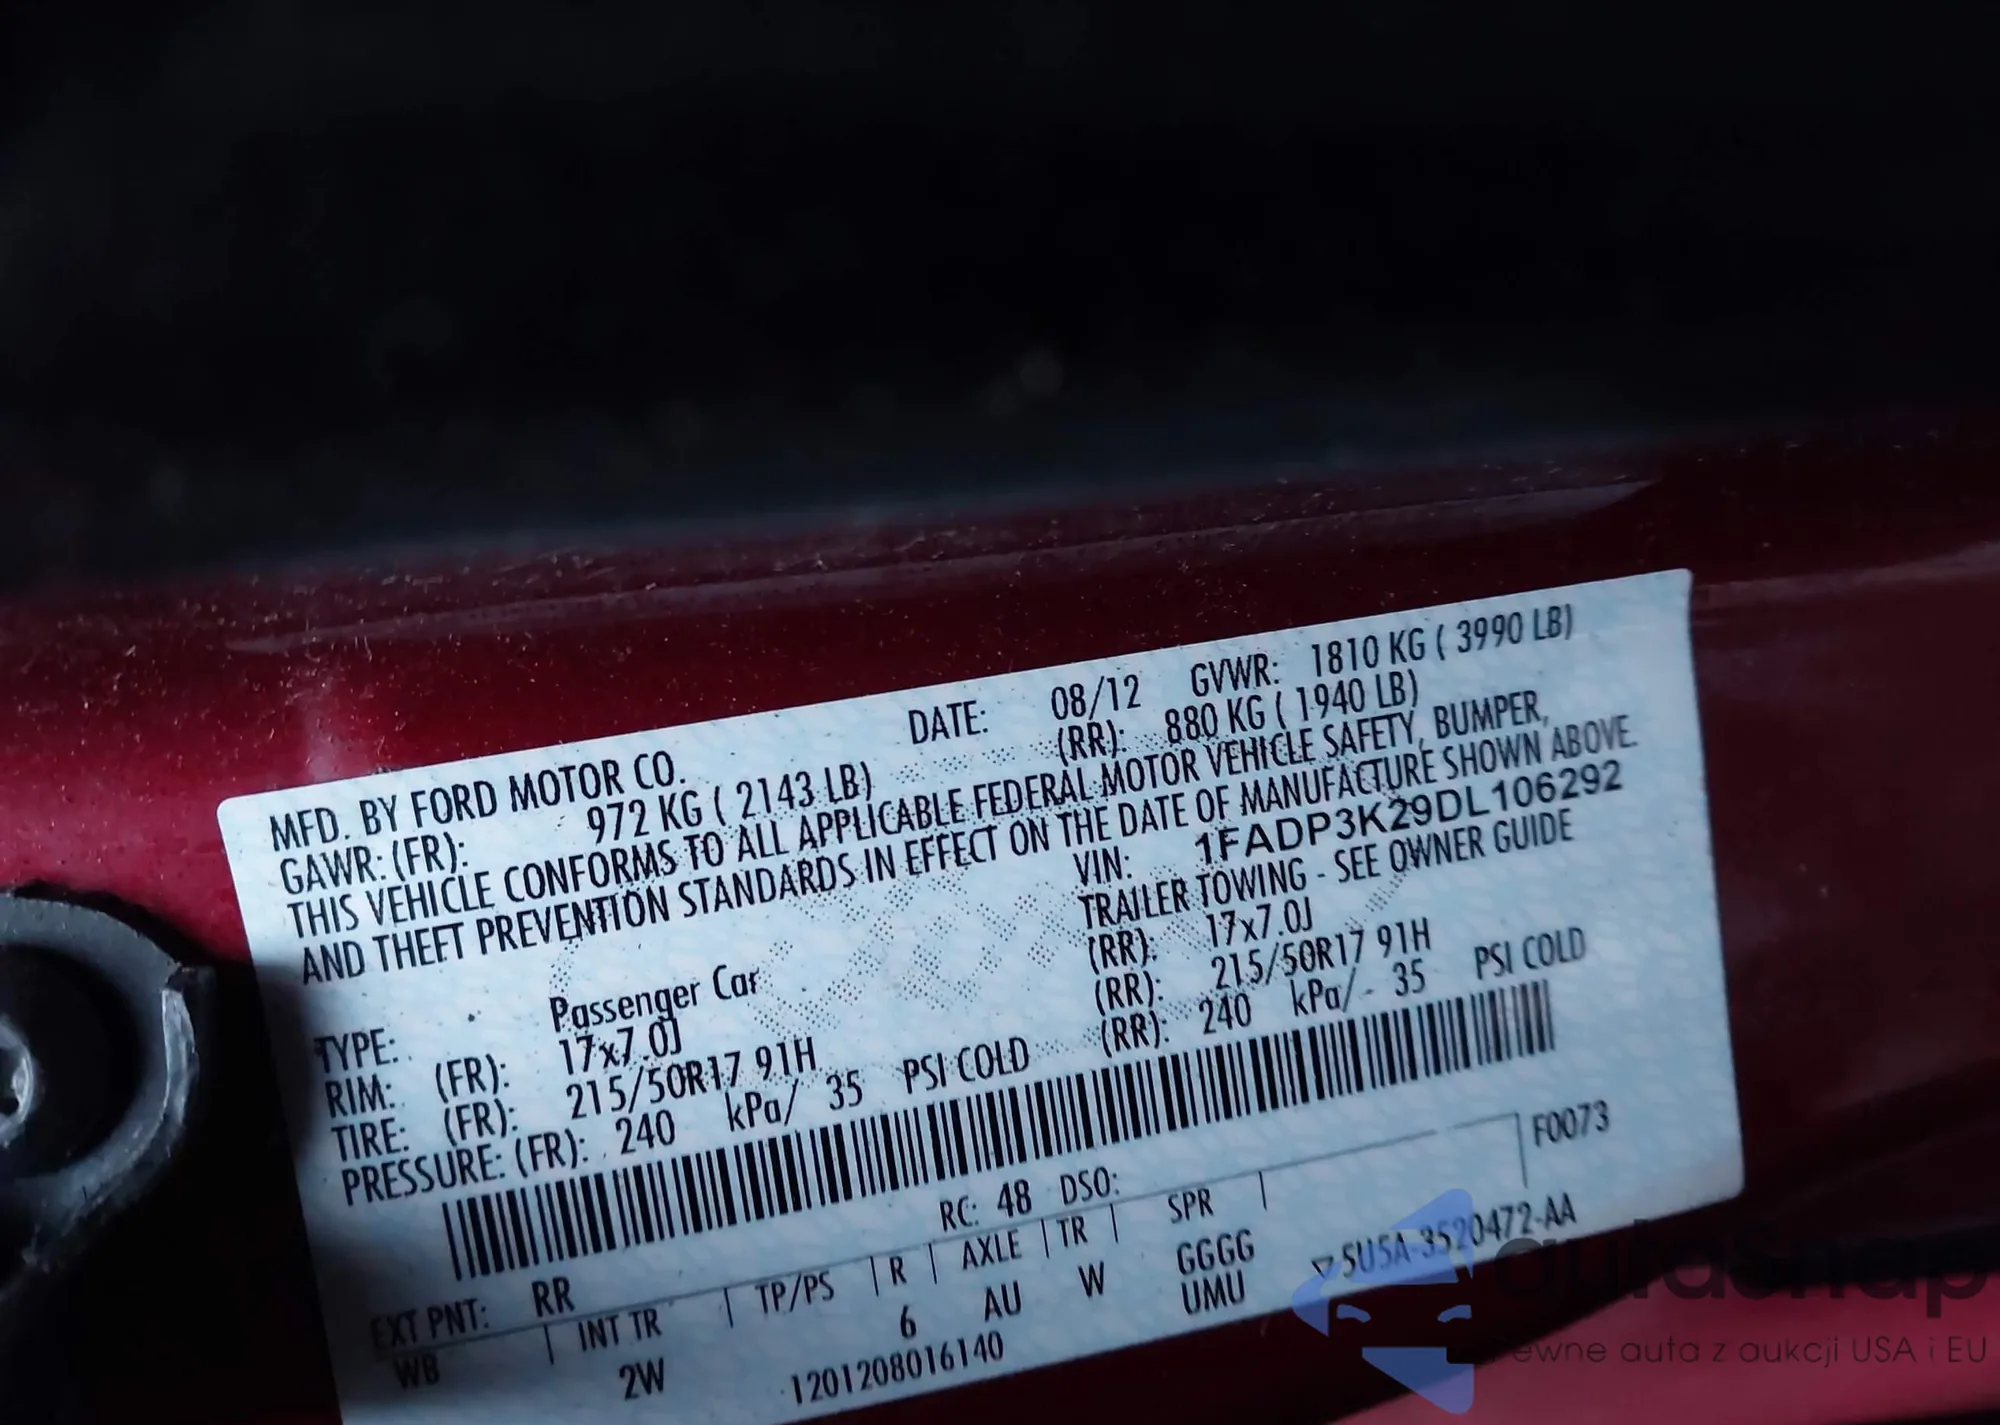 MFD. BY FORD MOTOR CO. DATE: 08/12 GVWR: 1810 KG ( 3990 LB)
GAWR: (FR): 972 KG ( 2143 LB) (RR): 880 KG ( 1940 LB)
THIS VEHICLE CONFORMS TO ALL APPLICABLE FEDERAL MOTOR VEHICLE SAFETY, BUMPER,
AND THEFT PREVENTION STANDARDS IN EFFECT ON THE DATE OF MANUFACTURE SHOWN ABOVE.
VIN: 1FADP3K29DL106292
TYPE: Passenger Car TRAILER TOWING - SEE OWNER GUIDE
RIM: (FR): 17x7.0J (RR): 17x7.0J
TIRE: (FR): 215/50R17 91H (RR): 215/50R17 91H
PRESSURE: (FR): 240 kPa/ 35 PSI COLD (RR): 240 kPa/ 35 PSI COLD
F0073
EXT PNT: RR RC: 48 DSO:
WB INT TR TP/PS R AXLE TR SPR
2W 6 AU W GGGG
UMU
▽5U5A-3520472-AA
1201208016140
autaSnap
ewne auta z aukcji USA i EU